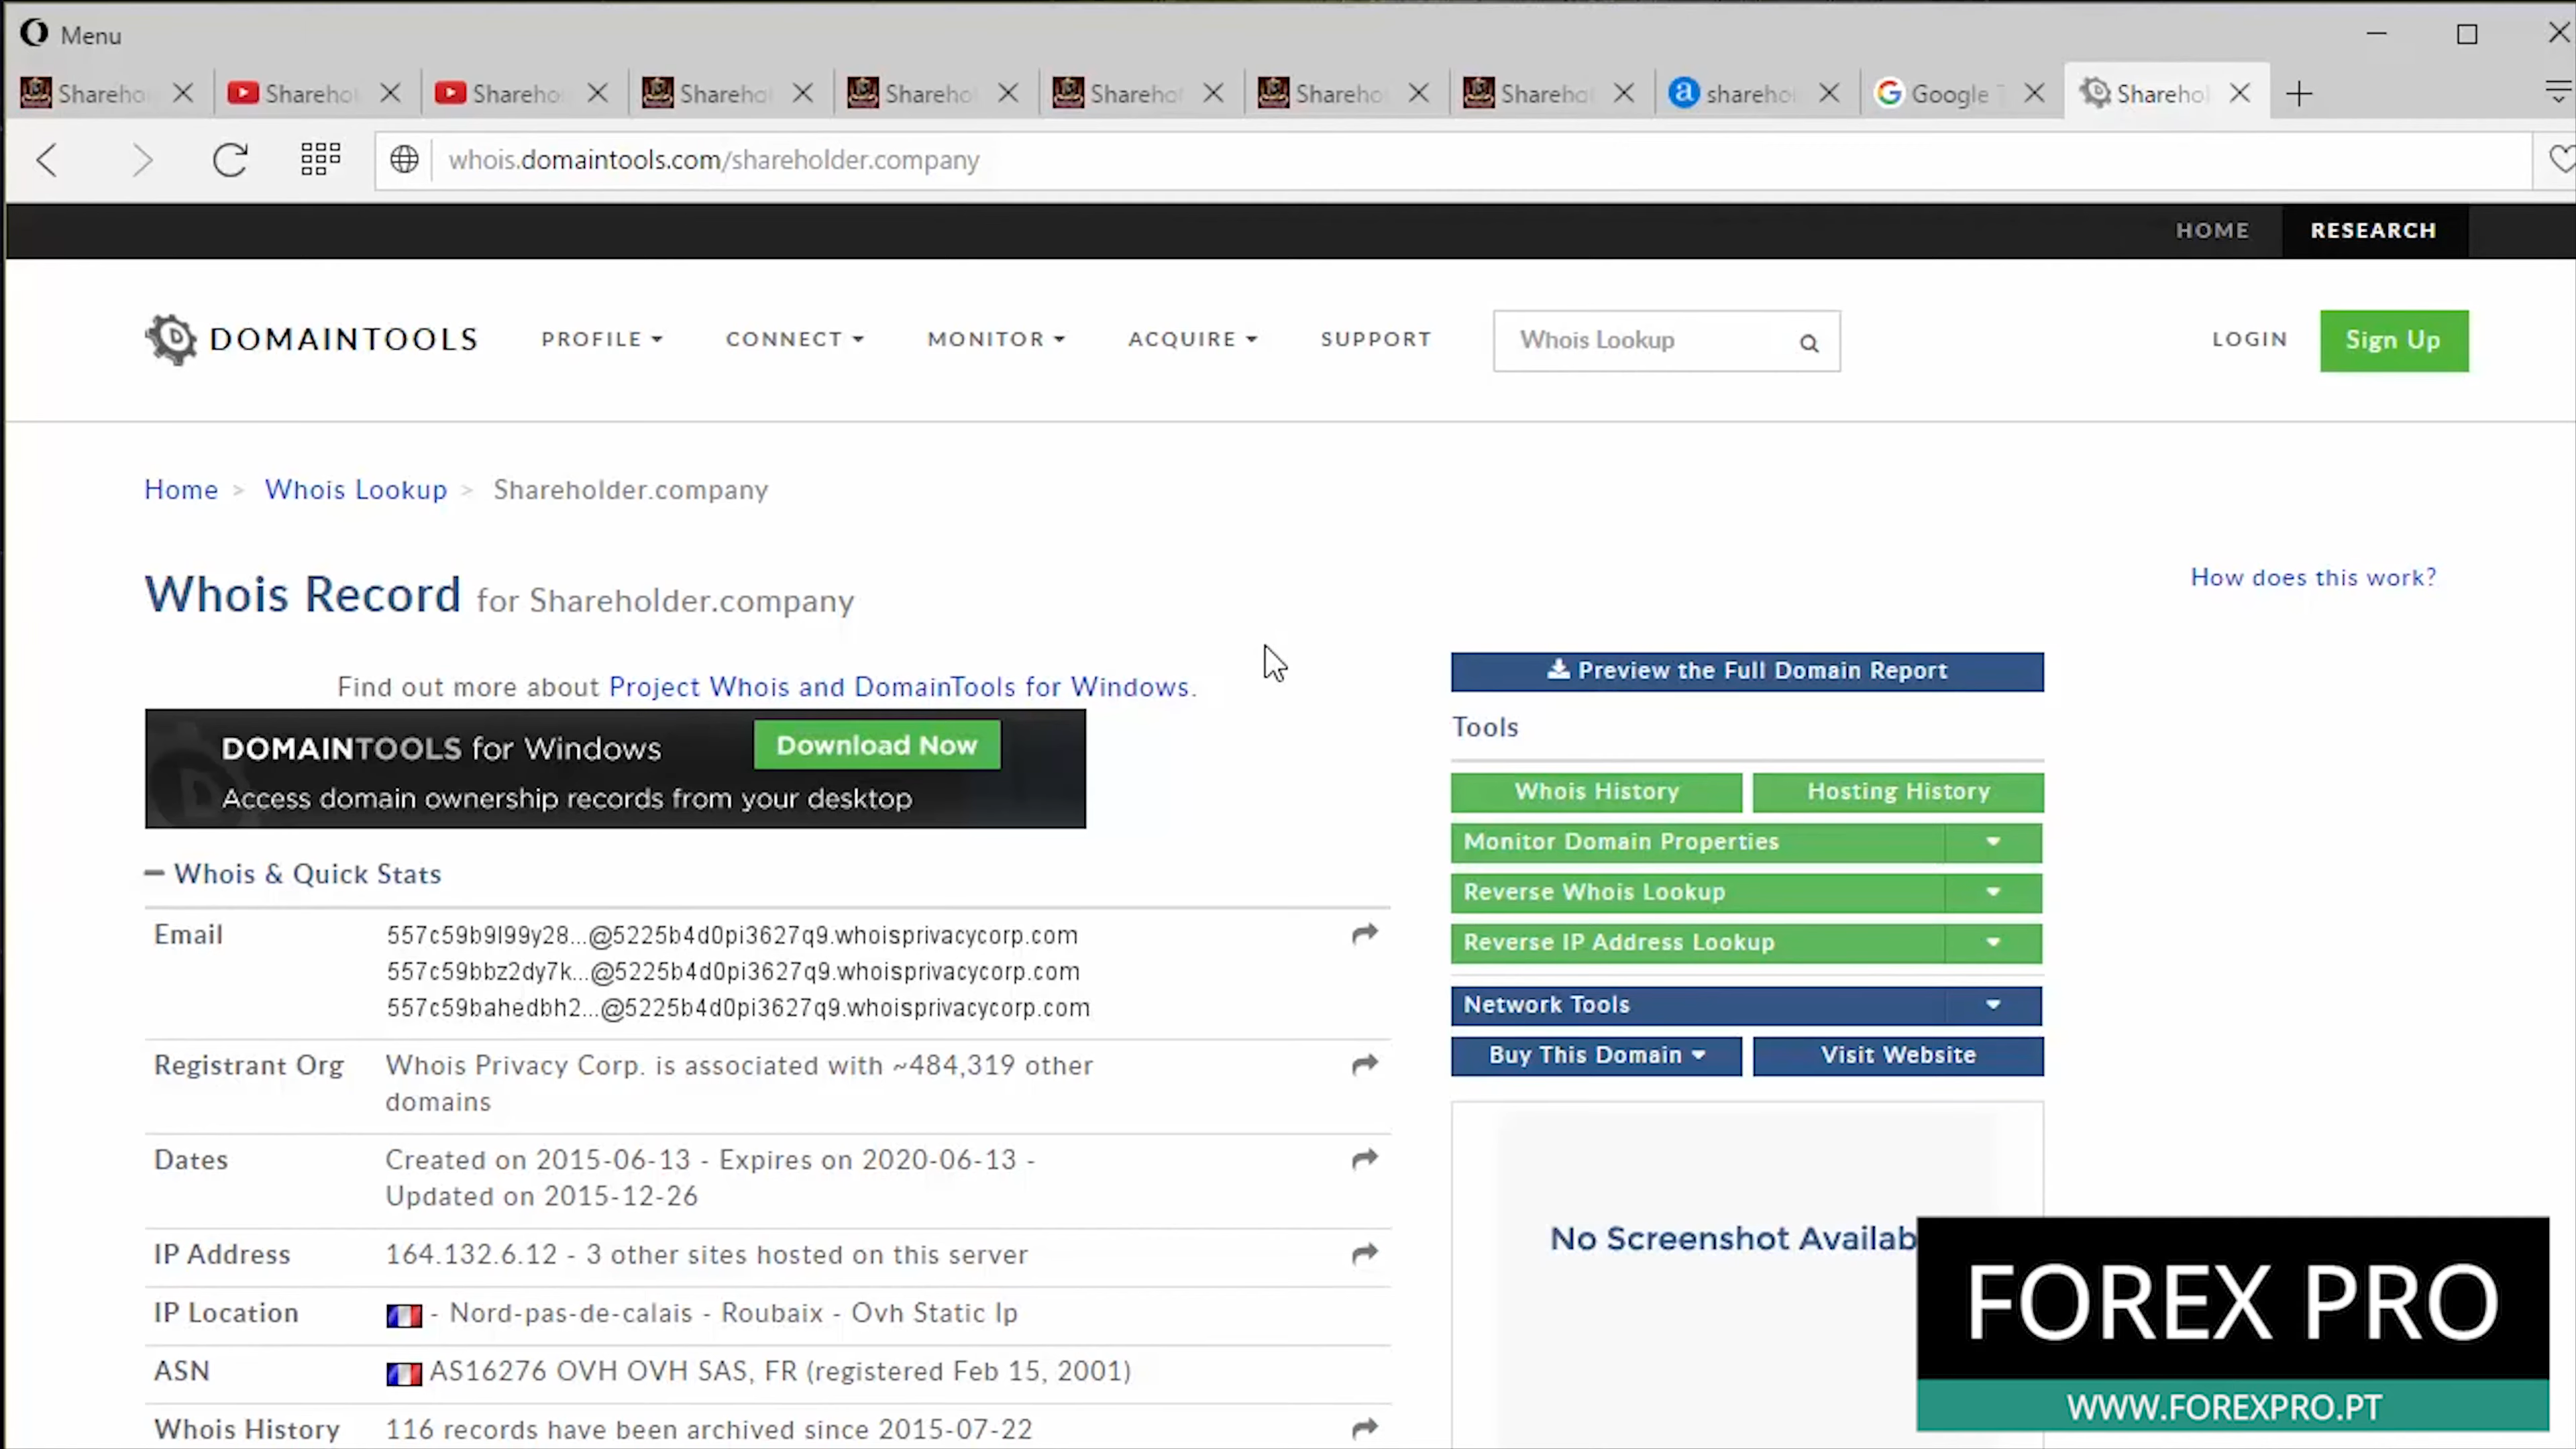 Menu
Shareho
Sharehol
Shareho
Sharehol
Shareho
Sharehol
Shareho
Sharehol
shareho
Google T
Sharehol
whois.domaintools.com/shareholder.company
HOME
RESEARCH
DOMAINTOOLS
PROFILE
CONNECT
MONITOR
ACQUIRE
SUPPORT
Whois Lookup
LOGIN
Sign Up
Home > Whois Lookup > Shareholder.company
Whois Record for Shareholder.company
How does this work?
Find out more about Project Whois and DomainTools for Windows.
DOMAINTOOLS for Windows
Download Now
Access domain ownership records from your desktop
Whois & Quick Stats
Email
557c59b9l99y28...@5225b4d0pi3627q9.whoisprivacycorp.com
557c59bbz2dy7k...@5225b4d0pi3627q9.whoisprivacycorp.com
557c59bahedbh2...@5225b4d0pi3627q9.whoisprivacycorp.com
Registrant Org
Whois Privacy Corp. is associated with ~484,319 other
domains
Dates
Created on 2015-06-13 - Expires on 2020-06-13 -
Updated on 2015-12-26
IP Address
164.132.6.12 - 3 other sites hosted on this server
IP Location
- Nord-pas-de-calais - Roubaix - Ovh Static Ip
ASN
AS16276 OVH OVH SAS, FR (registered Feb 15, 2001)
Whois History
116 records have been archived since 2015-07-22
Preview the Full Domain Report
Tools
Whois History
Hosting History
Monitor Domain Properties
Reverse Whois Lookup
Reverse IP Address Lookup
Network Tools
Buy This Domain
Visit Website
No Screenshot Availab
FOREX PRO
WWW.FOREXPRO.PT